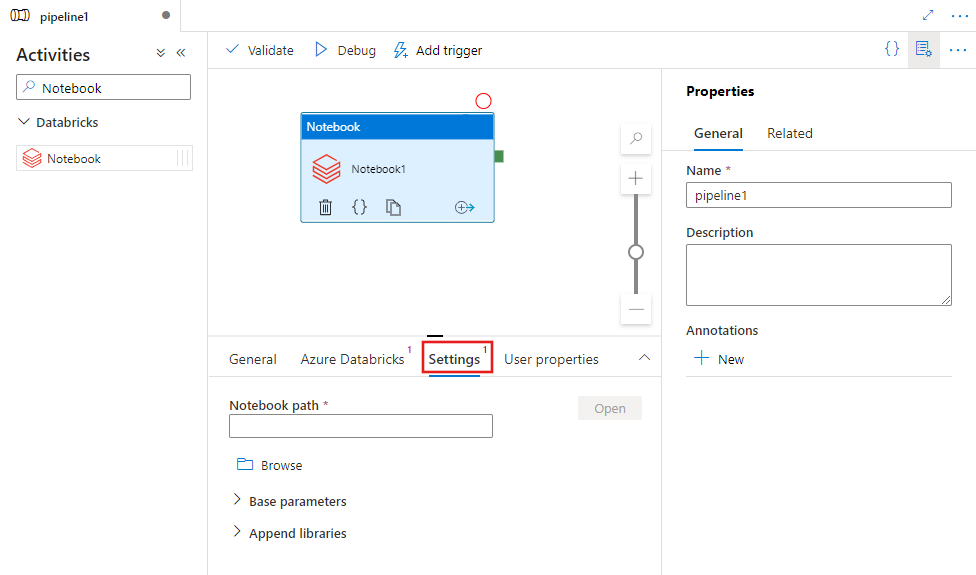 pipeline1
Activities
Notebook
Databricks
Notebook
Validate
Debug
Add trigger
Notebook
Notebook1
General
Azure Databricks 1
Settings 1
User properties
Notebook path *
Open
Browse
Base parameters
Append libraries
Properties
General
Related
Name *
pipeline1
Description
Annotations
New